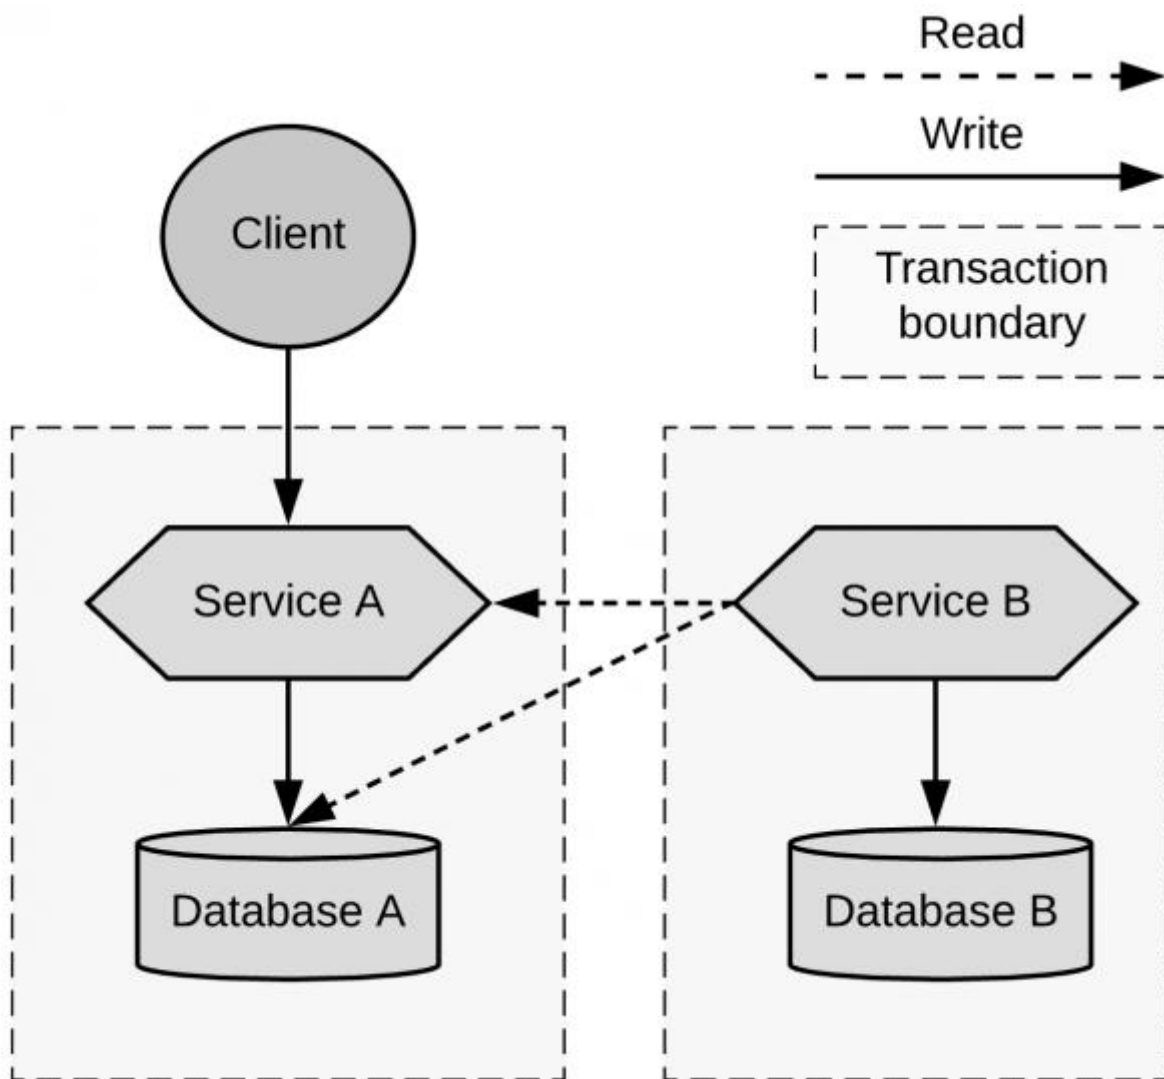 Read
Write
Client
Transaction
boundary
Service A
Service B
Database A
Database B